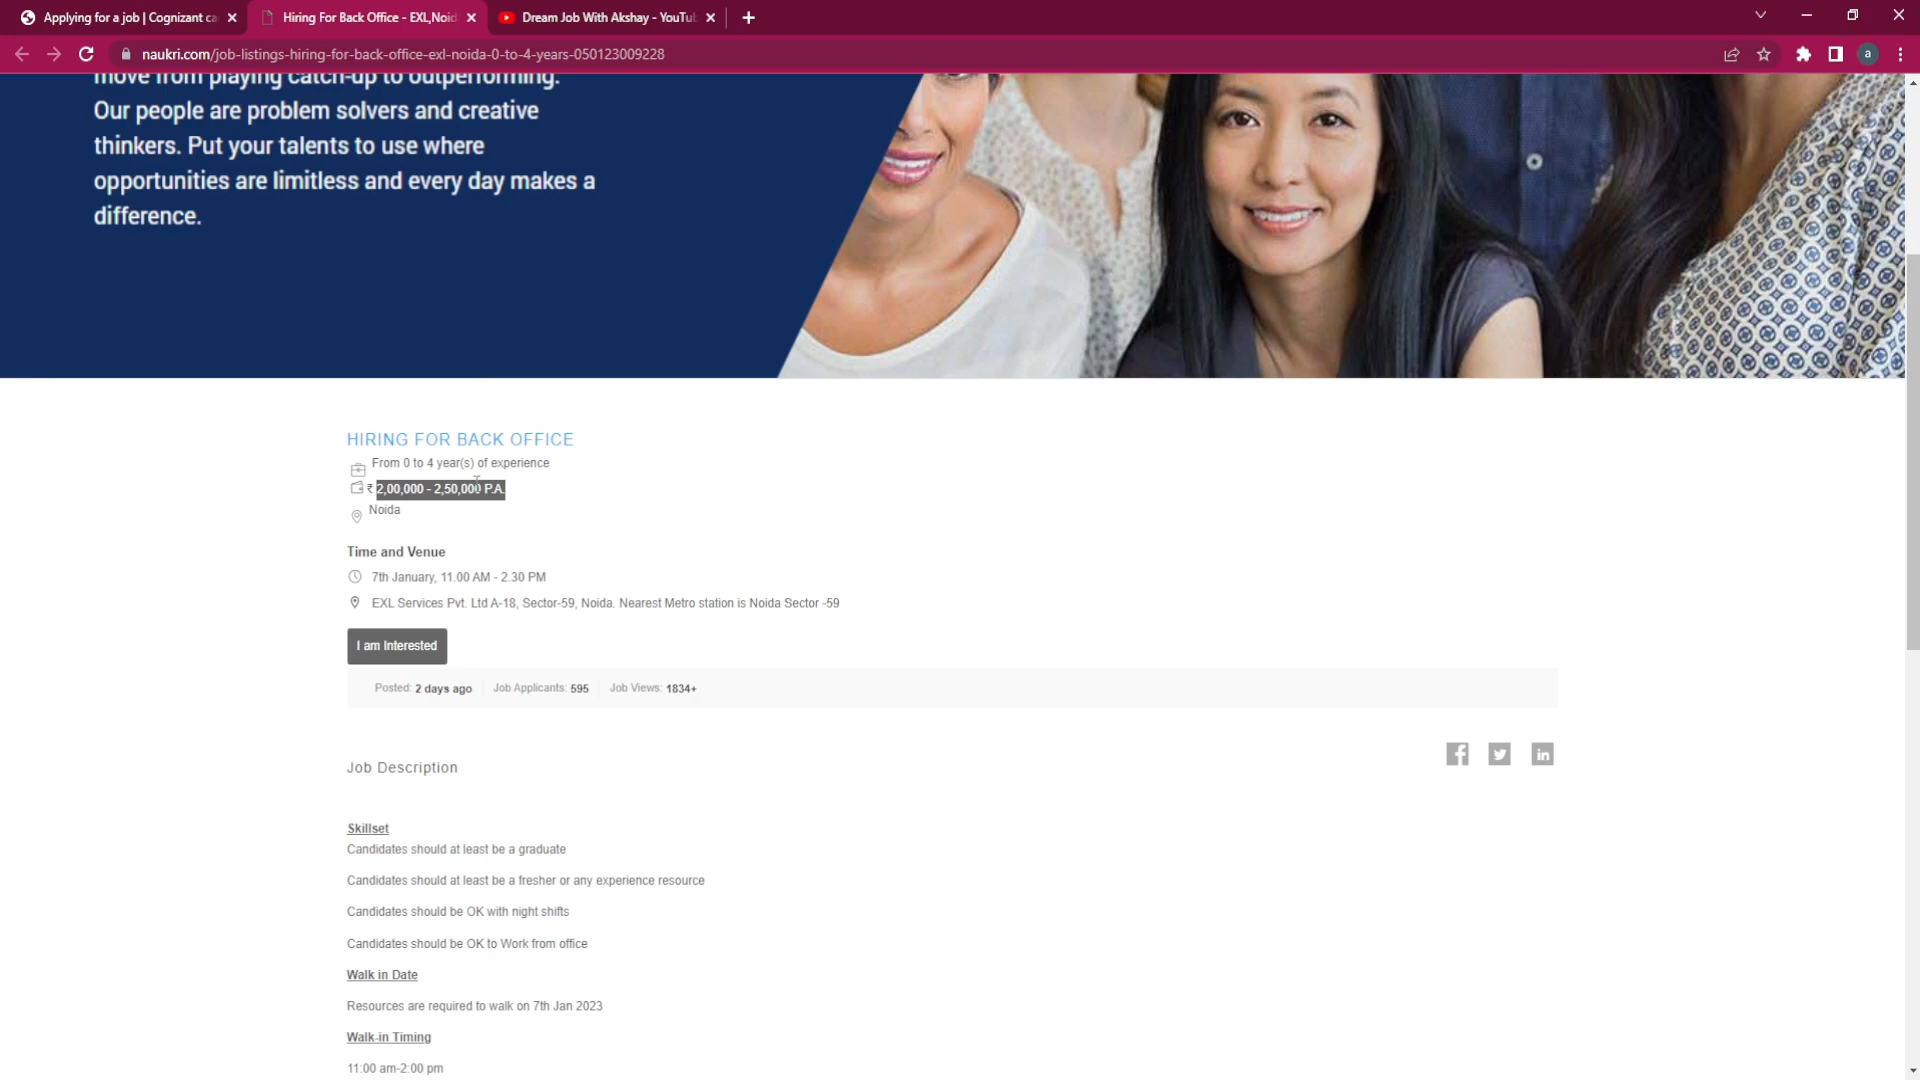 Applying for a job | Cognizant ca
Hiring For Back Office - EXL,Noid
Dream Job With Akshay - YouTu
naukri.com/job-listings-hiring-for-back-office-exl-noida-0-to-4-years-050123009228
a
move from playing catch-up to outperforming.
Our people are problem solvers and creative
thinkers. Put your talents to use where
opportunities are limitless and every day makes a
difference.
HIRING FOR BACK OFFICE
From 0 to 4 year(s) of experience
₹ 2,00,000 - 2,50,000 P.A.
Noida
Time and Venue
7th January, 11.00 AM - 2.30 PM
EXL Services Pvt. Ltd A-18, Sector-59, Noida. Nearest Metro station is Noida Sector -59
I am Interested
Posted: 2 days ago Job Applicants: 595 Job Views: 1834+
Job Description
Skillset
Candidates should at least be a graduate
Candidates should at least be a fresher or any experience resource
Candidates should be OK with night shifts
Candidates should be OK to Work from office
Walk in Date
Resources are required to walk on 7th Jan 2023
Walk-in Timing
11:00 am-2:00 pm